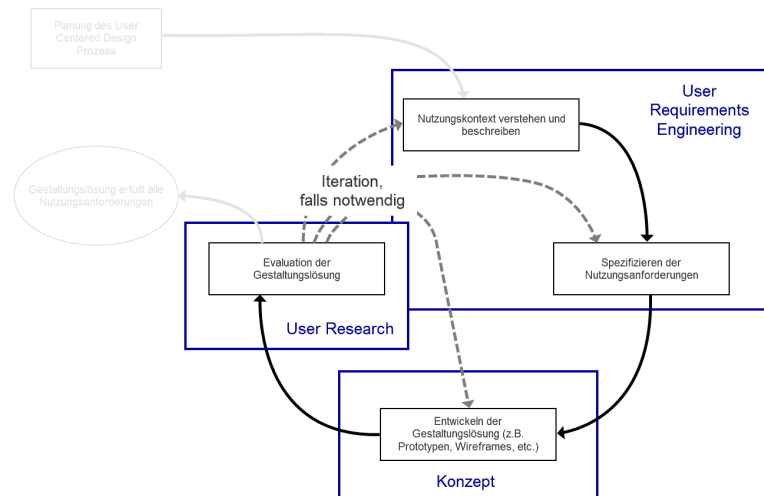 Planung des User
Centered Design
Prozess
User
Requirements
Engineering
Nutzungskontext verstehen und
beschreiben
Iteration,
falls notwendig
Gestaltungslösung erfüllt alle
Nutzungsanforderungen
Evaluation der
Gestaltungslösung
Spezifizieren der
Nutzungsanforderungen
User Research
Entwickeln der
Gestaltungslösung (z.B.
Prototypen, Wireframes, etc.)
Konzept